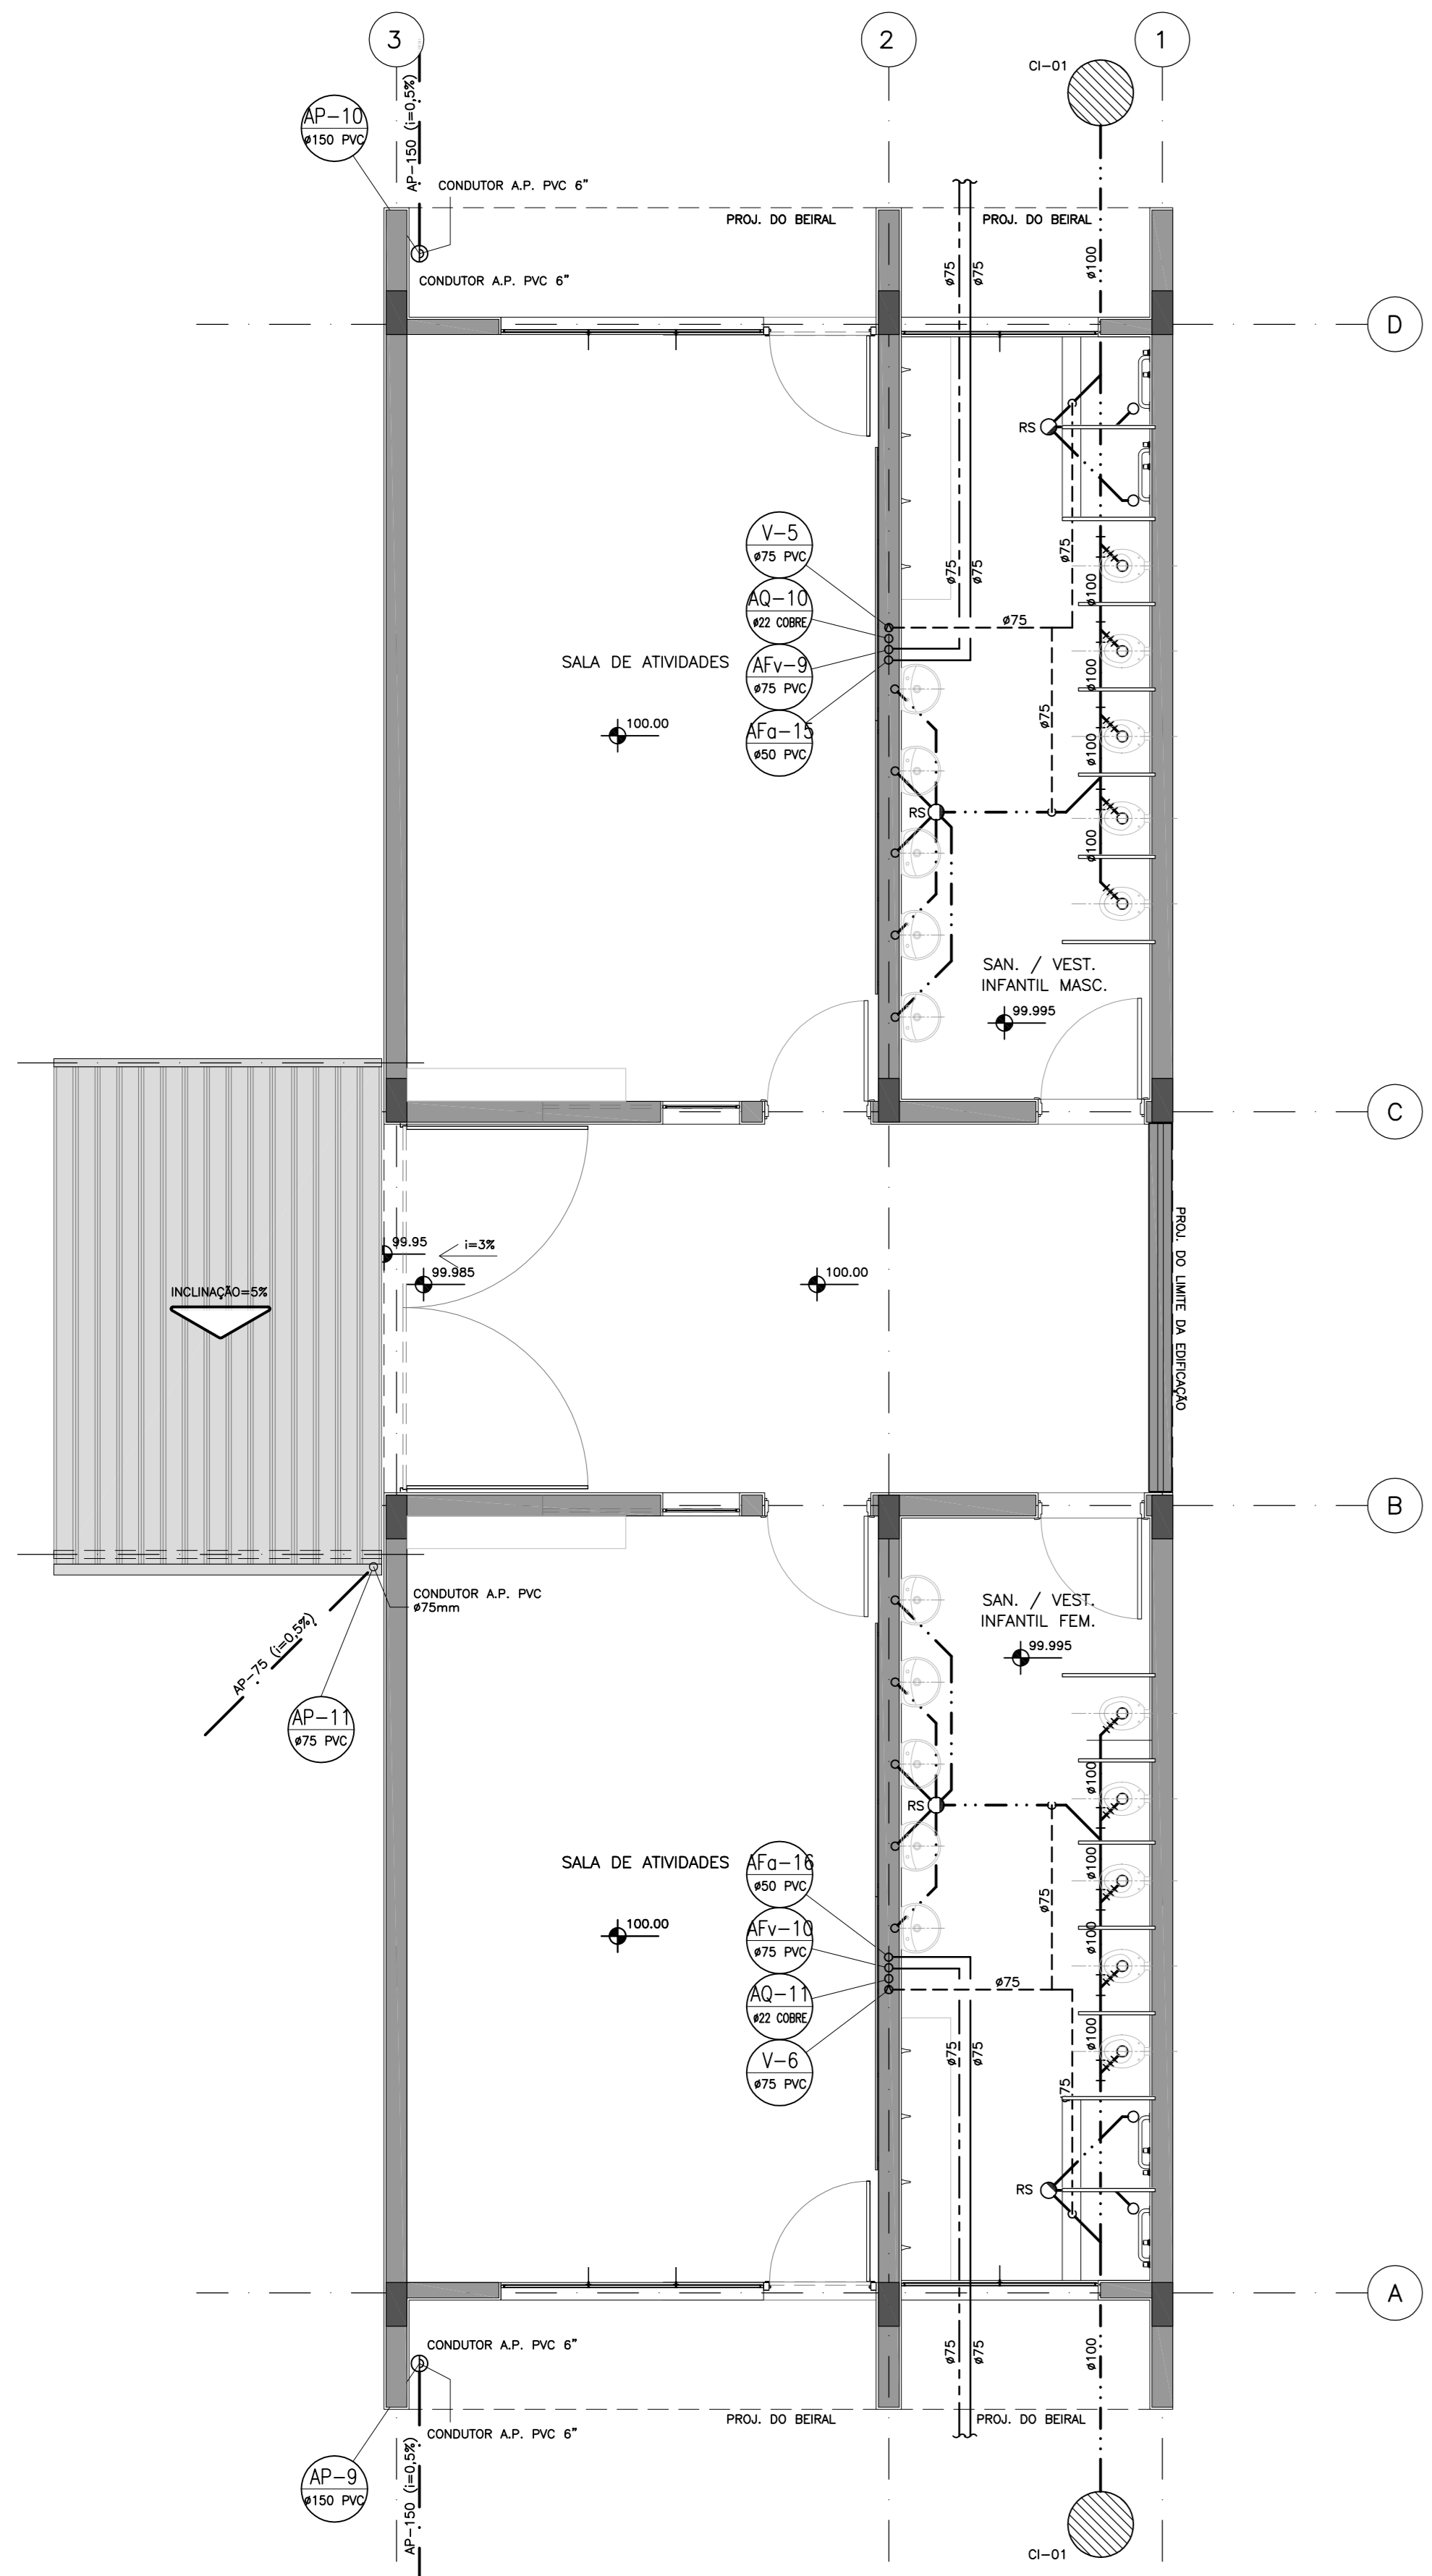 3
2
1
CI-01
AP-150 (i=0,5%)
AP-10
ø150 PVC
CONDUTOR A.P. PVC 6"
PROJ. DO BEIRAL
PROJ. DO BEIRAL
ø75
ø75
ø100
CONDUTOR A.P. PVC 6"
D
RS
V-5
ø75 PVC
ø75
ø75
ø75
ø100
AQ-10
ø22 COBRE
ø75
AFv-9
ø75 PVC
SALA DE ATIVIDADES
ø100
AFa-15
ø50 PVC
100.00
ø75
ø100
RS
ø100
SAN. / VEST.
INFANTIL MASC.
99.995
C
99.95
i=3%
99.985
100.00
INCLINAÇÃO=5%
PROJ. DO LIMITE DA EDIFICAÇÃO
B
CONDUTOR A.P. PVC
ø75mm
SAN. / VEST.
INFANTIL FEM.
99.995
AP-75 (i=0,5%)
AP-11
ø75 PVC
ø100
RS
SALA DE ATIVIDADES
AFa-16
ø50 PVC
ø100
ø75
100.00
AFv-10
ø75 PVC
ø100
AQ-11
ø22 COBRE
ø75
ø100
V-6
ø75 PVC
ø75
ø75
ø75
RS
A
CONDUTOR A.P. PVC 6"
ø75
ø75
ø100
PROJ. DO BEIRAL
PROJ. DO BEIRAL
CONDUTOR A.P. PVC 6"
AP-9
ø150 PVC
AP-150 (i=0,5%)
CI-01